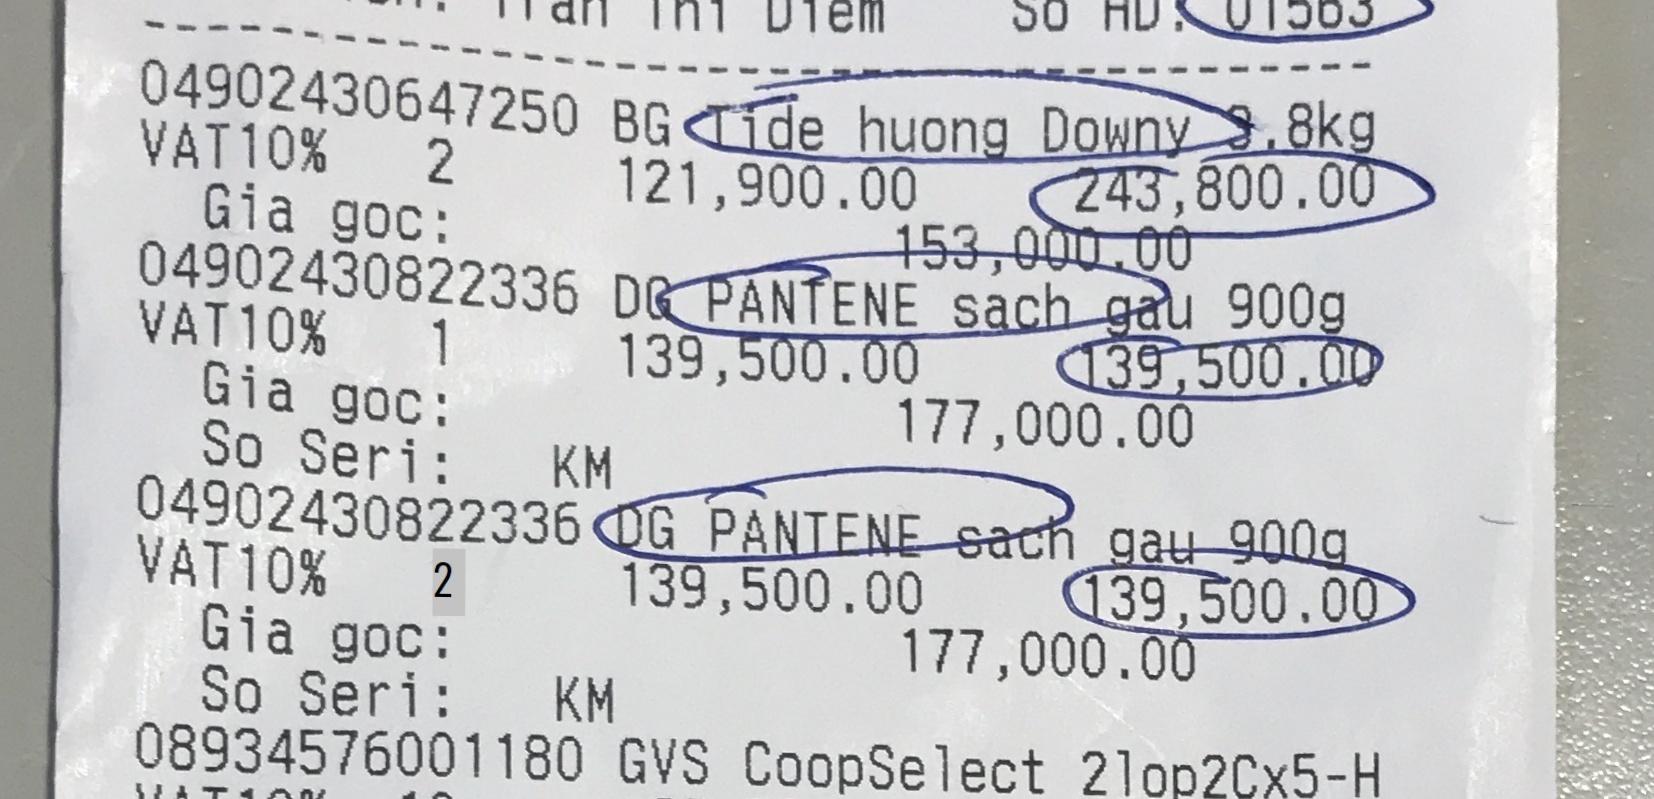 Tran Thi Diem So HD: 01563
04902430647250 BG Tide huong Downy 3.8kg
VAT10% 2 121,900.00 243,800.00
Gia goc: 153,000.00
04902430822336 DG PANTENE sach gau 900g
VAT10% 1 139,500.00 139,500.00
Gia goc: 177,000.00
So Seri: KM
04902430822336 DG PANTENE sach gau 900g
VAT10% 2 139,500.00 139,500.00
Gia goc: 177,000.00
So Seri: KM
08934576001180 GVS CoopSelect 2lop2Cx5-H
VAT10%